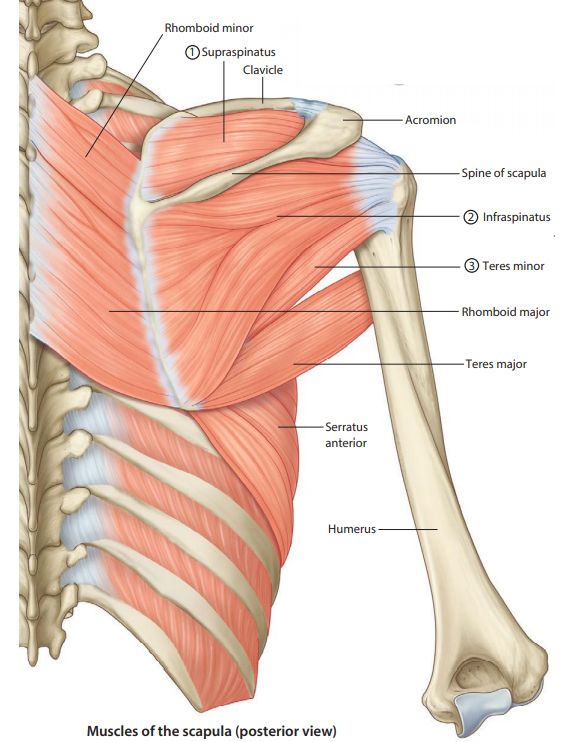 Rhomboid minor
① Supraspinatus
Clavicle
Acromion
Spine of scapula
② Infraspinatus
③ Teres minor
Rhomboid major
Teres major
Serratus
anterior
Humerus
Muscles of the scapula (posterior view)